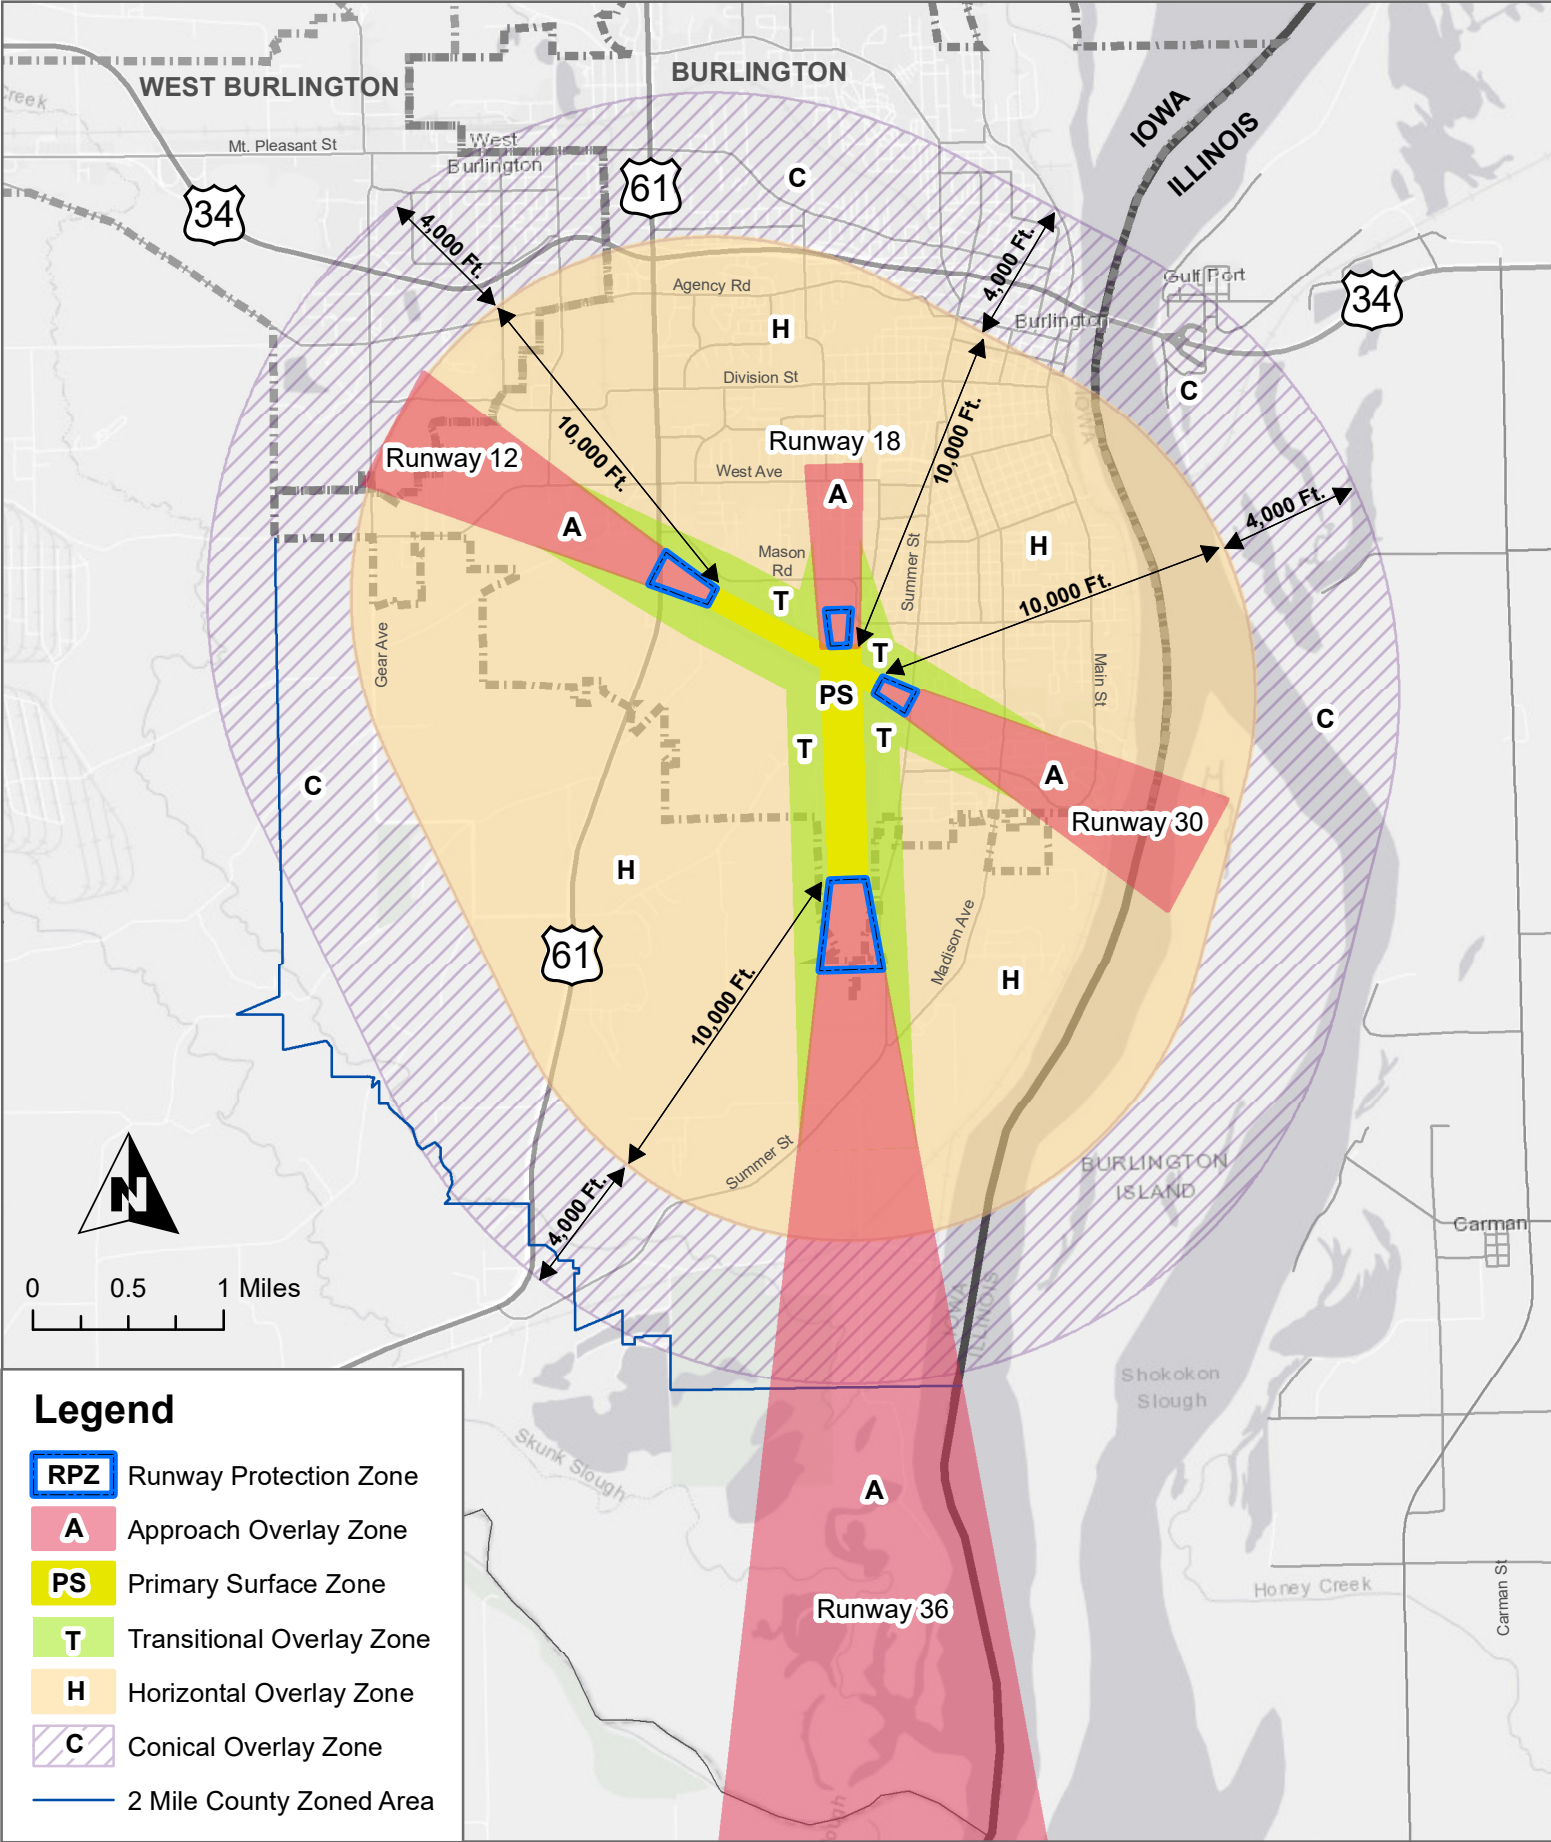 WEST BURLINGTON
BURLINGTON
IOWA
ILLINOIS
Creek
Mt. Pleasant St
West
Burlington
61
C
34
4,000 Ft.
4,000 Ft.
Gulf Port
34
Agency Rd
Burlington
H
Division St
C
IOWA
10,000 Ft.
10,000 Ft.
Runway 18
Runway 12
West Ave
A
4,000 Ft.
A
H
Mason
Rd
Summer St
10,000 Ft.
T
Gear Ave
T
Main St
PS
C
T
T
A
C
Runway 30
H
61
Madison Ave
H
10,000 Ft.
Summer St
BURLINGTON
ISLAND
N
4,000 Ft.
Carman
0 0.5 1 Miles
IOWA
ILLINOIS
Shokokon
Slough
Skunk Slough
A
Honey Creek
Carman St
Runway 36
Legend
RPZ Runway Protection Zone
A Approach Overlay Zone
PS Primary Surface Zone
T Transitional Overlay Zone
H Horizontal Overlay Zone
C Conical Overlay Zone
2 Mile County Zoned Area